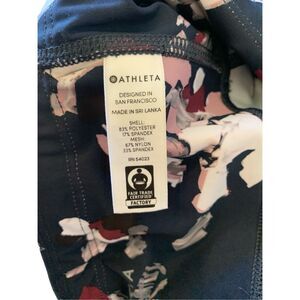 ATHLETA
DESIGNED IN
SAN FRANCISCO
MADE IN SRI LANKA
SHELL:
83% POLYESTER
17% SPANDEX
MESH:
67% NYLON
33% SPANDEX
RN 54023
FAIR TRADE
CERTIFIED
FACTORY